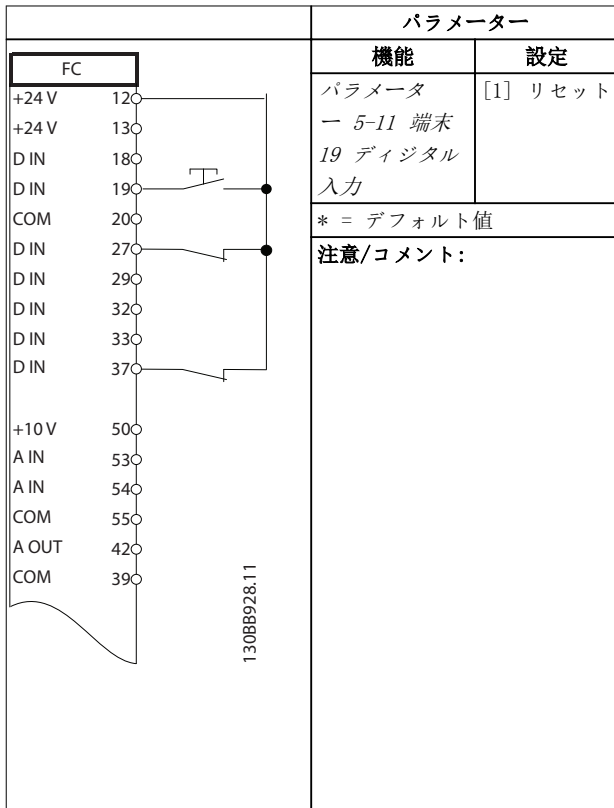 パラメーター
機能 設定
パラメータ
ー 5-11 端末
19 ディジタル
入力
[1] リセット
* = デフォルト値
注意/コメント:
FC
+24 V 12
+24 V 13
D IN 18
D IN 19
COM 20
D IN 27
D IN 29
D IN 32
D IN 33
D IN 37
+10 V 50
A IN 53
A IN 54
COM 55
A OUT 42
COM 39
130BB928.11